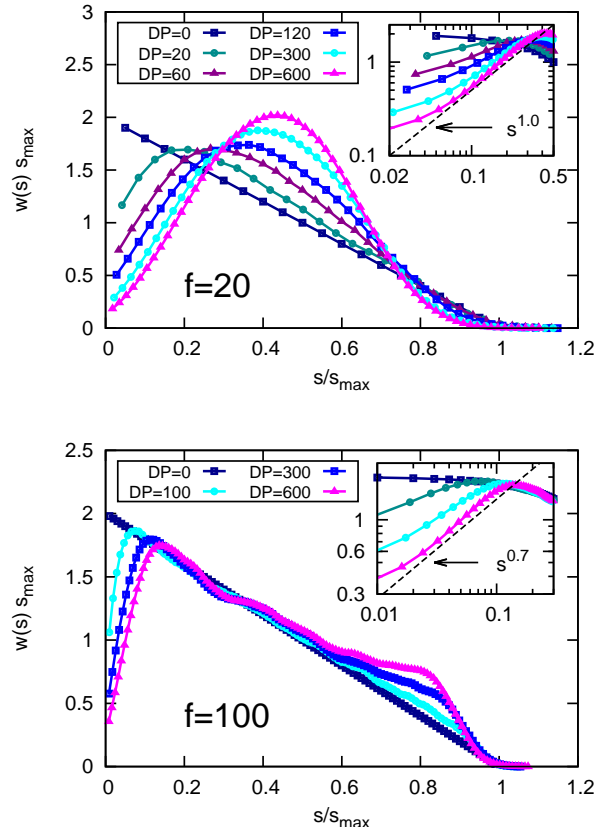 DP=0 DP=120
DP=20 DP=300
DP=60 DP=600
2.5
2
1.5
1
0.5
0
w(s) s_max
0 0.2 0.4 0.6 0.8 1 1.2
s/s_max
f=20
1
0.1
0.02 0.1 0.5
s^1.0
DP=0 DP=300
DP=100 DP=600
2.5
2
1.5
1
0.5
0
w(s) s_max
0 0.2 0.4 0.6 0.8 1 1.2
s/s_max
f=100
1
0.6
0.3
0.01 0.1
s^0.7